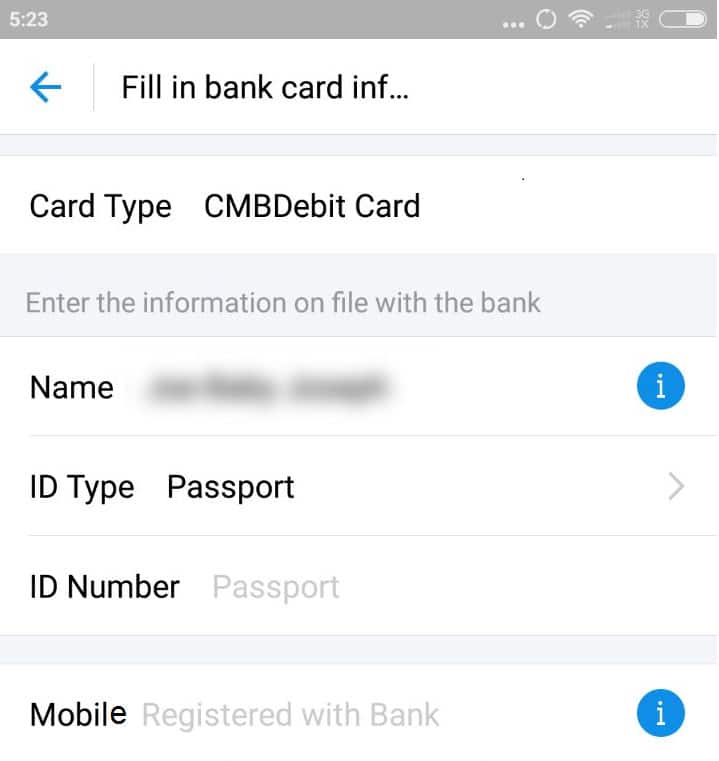 5:23
3G
1X
Fill in bank card inf...
Card Type CMBDebit Card
Enter the information on file with the bank
Name
ID Type Passport
ID Number Passport
Mobile Registered with Bank